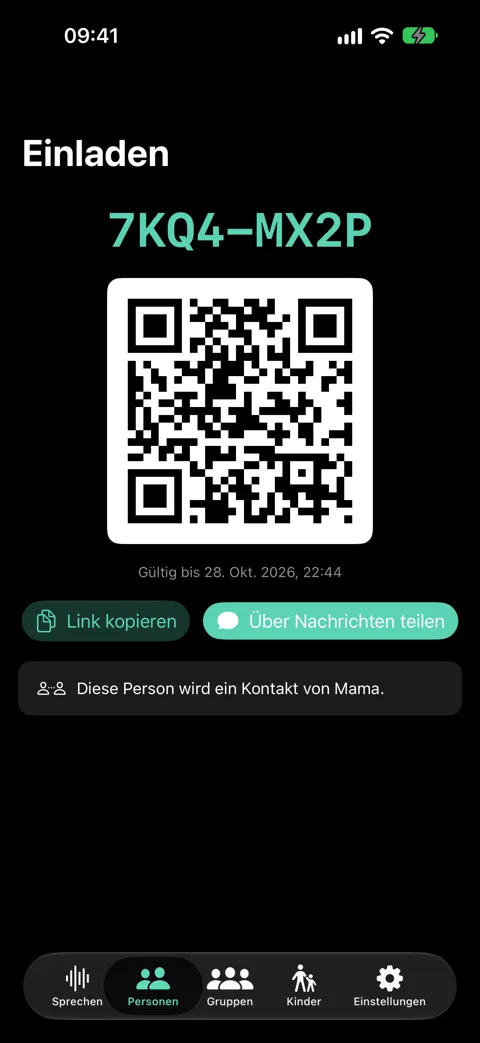 09:41
Einladen
7KQ4–MX2P
Gültig bis 28. Okt. 2026, 22:44
Link kopieren
Über Nachrichten teilen
Diese Person wird ein Kontakt von Mama.
Sprechen
Personen
Gruppen
Kinder
Einstellungen